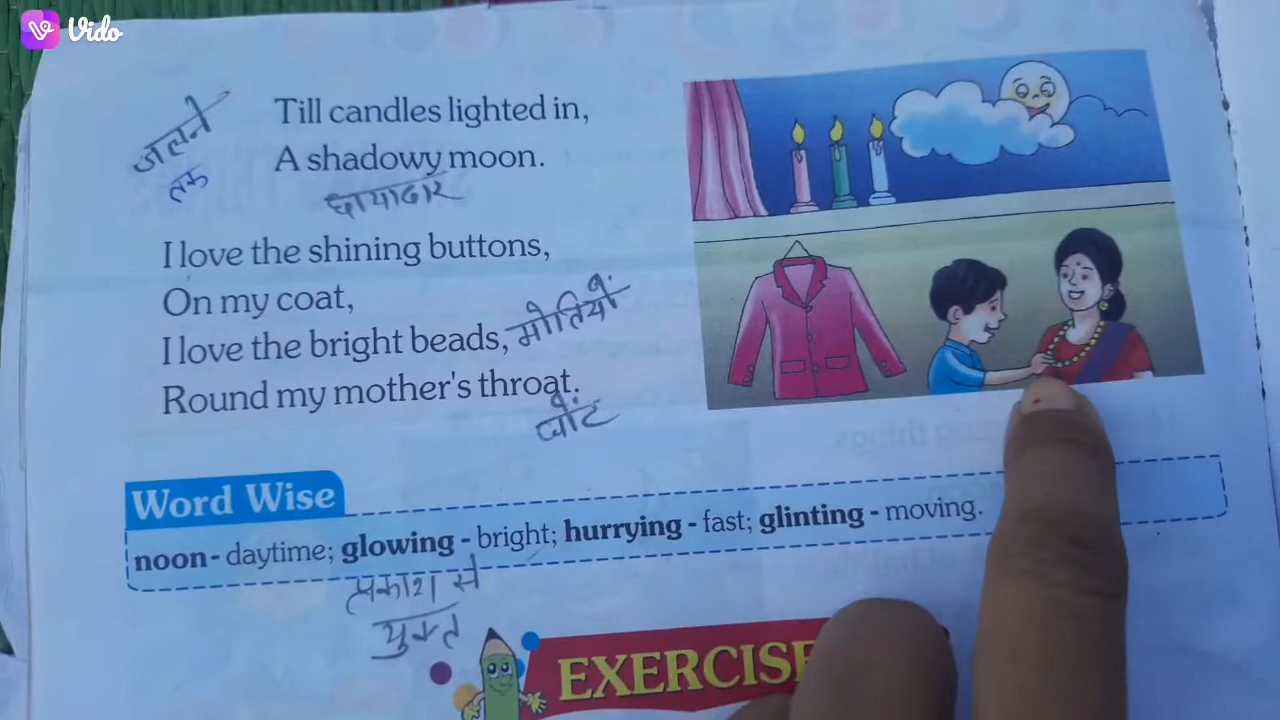 Vido
Till candles lighted in,
जलने
तक
A shadowy moon.
छायादार
I love the shining buttons,
On my coat,
I love the bright beads, मोतियों
Round my mother's throat.
घोंट
Word Wise
noon - daytime; glowing - bright; hurrying - fast; glinting - moving.
प्रकाश से
युक्त
EXERCISE